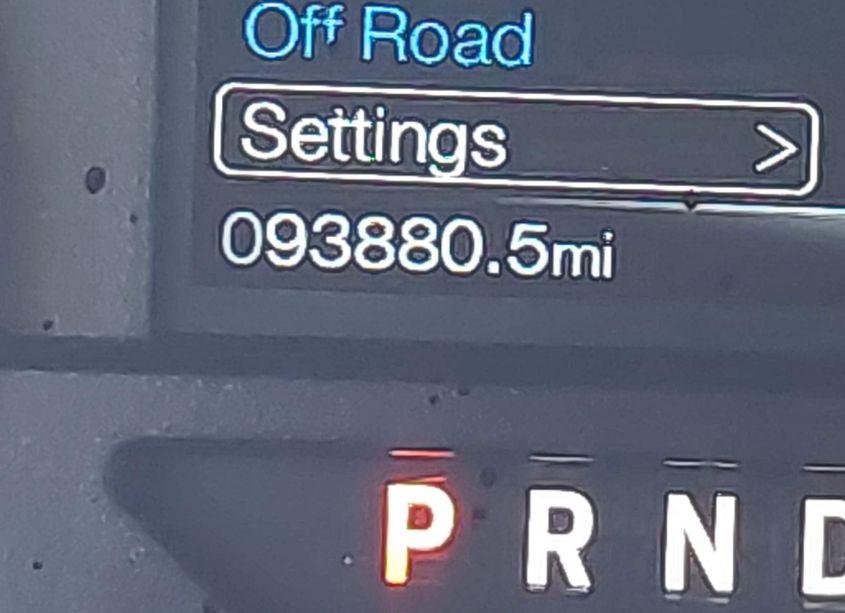 Off Road
Settings >
093880.5mi
P R N D